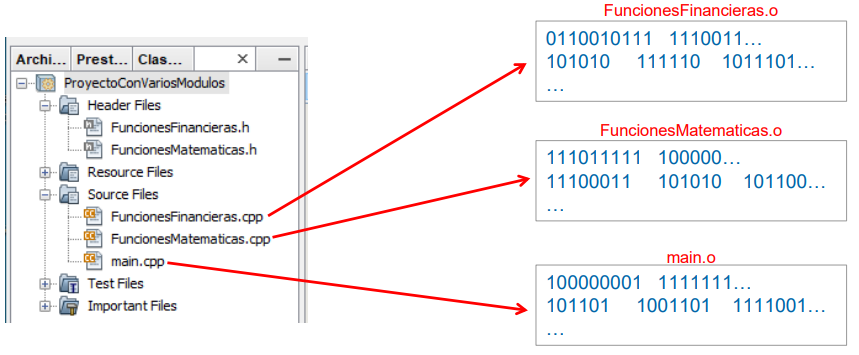 Archi... Prest... Clas... × —
ProyectoConVariosModulos
Header Files
FuncionesFinancieras.h
FuncionesMatematicas.h
Resource Files
Source Files
FuncionesFinancieras.cpp
FuncionesMatematicas.cpp
main.cpp
Test Files
Important Files
FuncionesFinancieras.o
0110010111 1110011...
101010 111110 1011101...
...
FuncionesMatematicas.o
111011111 100000...
11100011 101010 101100...
...
main.o
100000001 1111111...
101101 1001101 1111001...
...